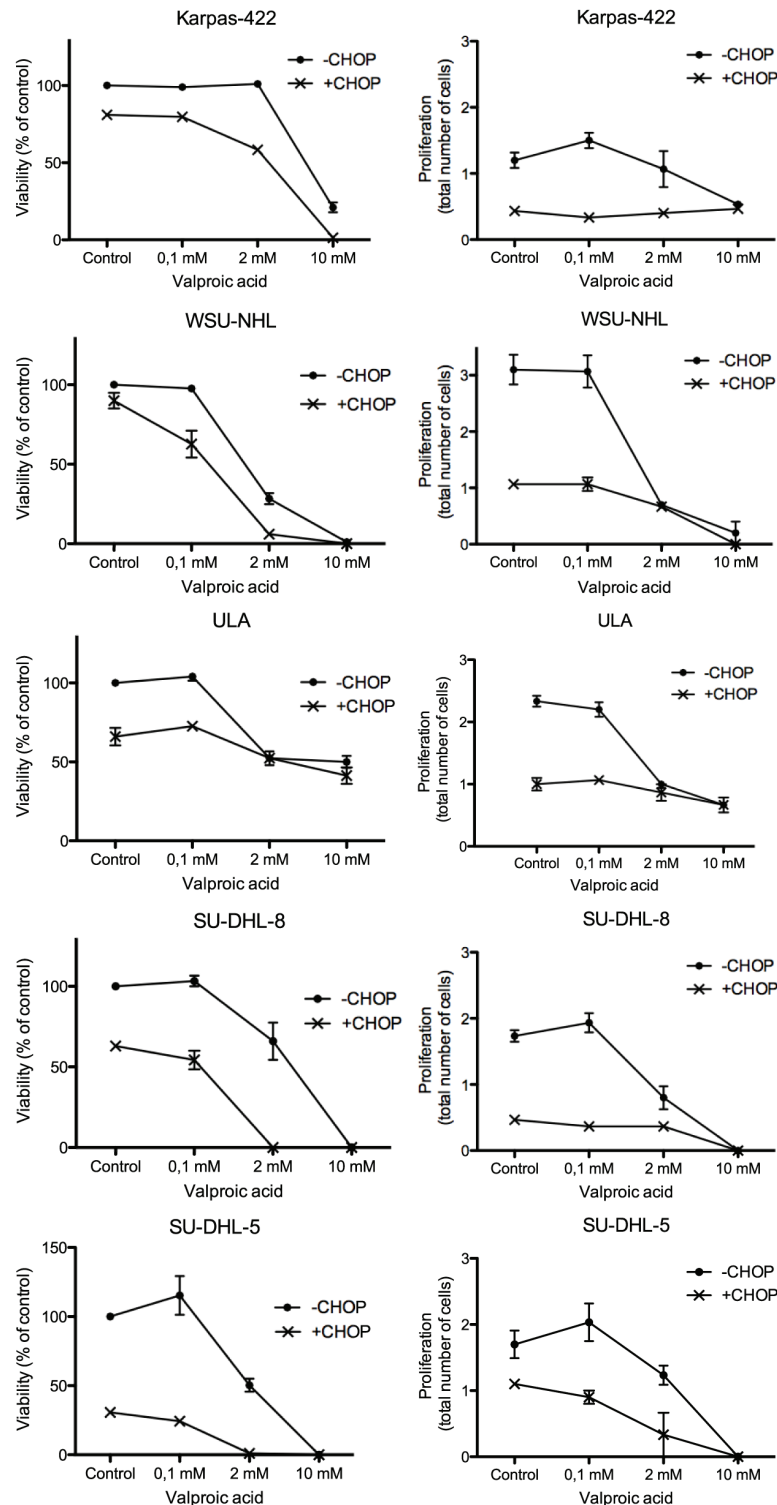 Karpas-422
Viability (% of control)
100
50
0
-CHOP
+CHOP
Control 0,1 mM 2 mM 10 mM
Valproic acid
Karpas-422
Proliferation
(total number of cells)
3
2
1
0
-CHOP
+CHOP
Control 0,1 mM 2 mM 10 mM
Valproic acid
WSU-NHL
Viability (% of control)
100
50
0
-CHOP
+CHOP
Control 0,1 mM 2 mM 10 mM
Valproic acid
WSU-NHL
Proliferation
(total number of cells)
3
2
1
0
-CHOP
+CHOP
Control 0,1 mM 2 mM 10 mM
Valproic acid
ULA
Viability (% of control)
100
50
0
-CHOP
+CHOP
Control 0,1 mM 2 mM 10 mM
Valproic acid
ULA
Proliferation
(total number of cells)
3
2
1
0
-CHOP
+CHOP
Control 0,1 mM 2 mM 10 mM
Valproic acid
SU-DHL-8
Viability (% of control)
100
50
0
-CHOP
+CHOP
Control 0,1 mM 2 mM 10 mM
Valproic acid
SU-DHL-8
Proliferation
(total number of cells)
3
2
1
0
-CHOP
+CHOP
Control 0,1 mM 2 mM 10 mM
Valproic acid
SU-DHL-5
Viability (% of control)
150
100
50
0
-CHOP
+CHOP
Control 0,1 mM 2 mM 10 mM
Valproic acid
SU-DHL-5
Proliferation
(total number of cells)
3
2
1
0
-CHOP
+CHOP
Control 0,1 mM 2 mM 10 mM
Valproic acid